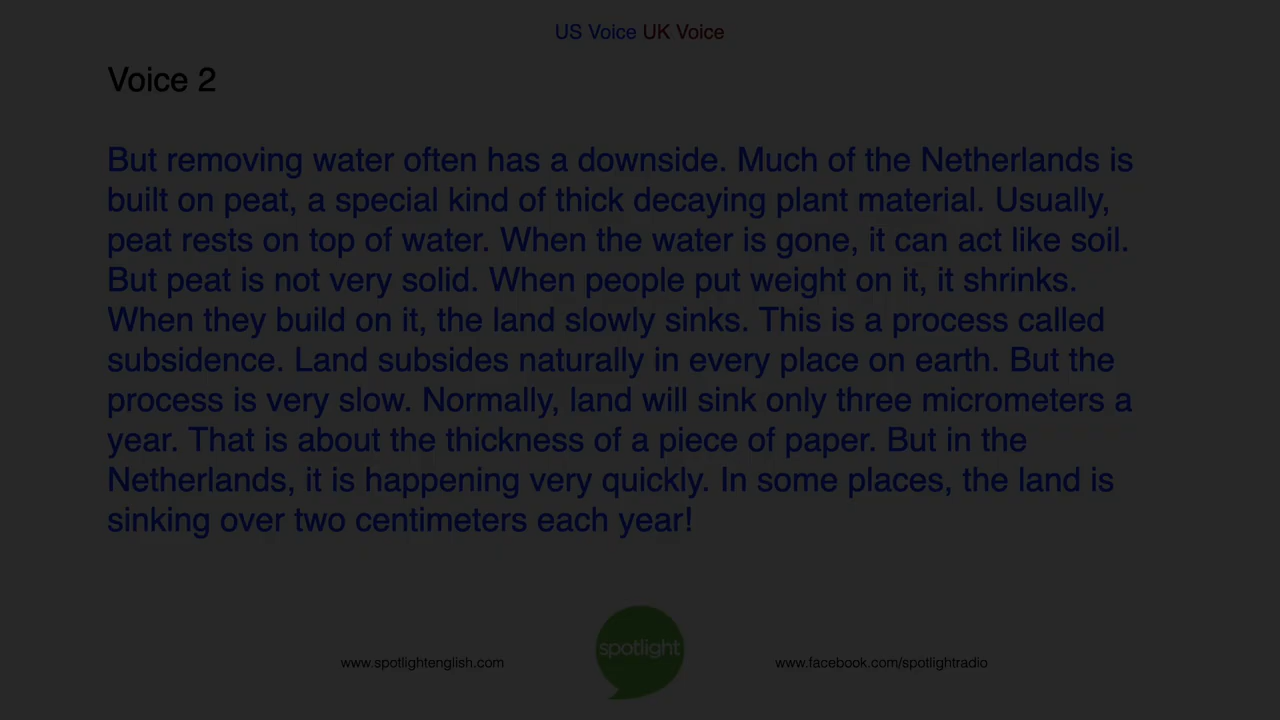 US Voice UK Voice
Voice 2
But removing water often has a downside. Much of the Netherlands is
built on peat, a special kind of thick decaying plant material. Usually,
peat rests on top of water. When the water is gone, it can act like soil.
But peat is not very solid. When people put weight on it, it shrinks.
When they build on it, the land slowly sinks. This is a process called
subsidence. Land subsides naturally in every place on earth. But the
process is very slow. Normally, land will sink only three micrometers a
year. That is about the thickness of a piece of paper. But in the
Netherlands, it is happening very quickly. In some places, the land is
sinking over two centimeters each year!
spotlight
www.spotlightenglish.com
www.facebook.com/spotlightradio